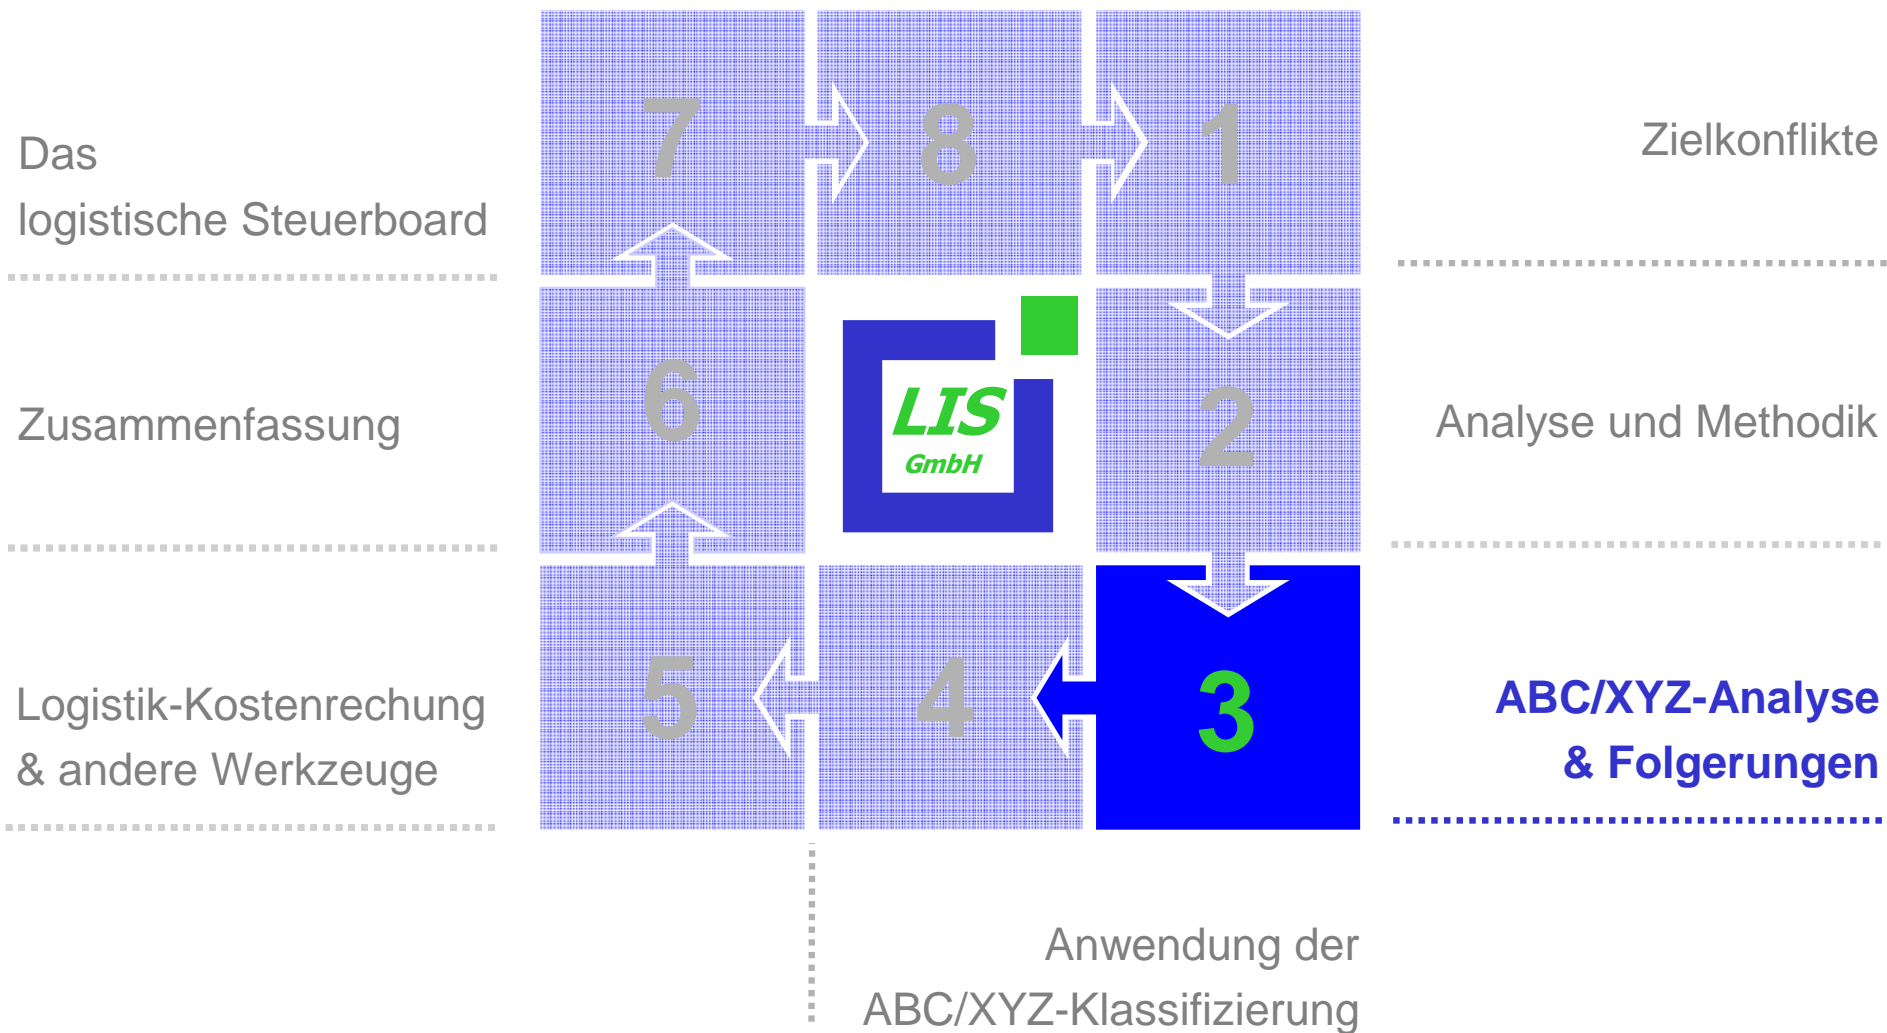 7
8
1
Das
logistische Steuerboard
Zielkonflikte
6
LIS
GmbH
2
Zusammenfassung
Analyse und Methodik
5
4
3
Logistik-Kostenrechung
& andere Werkzeuge
ABC/XYZ-Analyse
& Folgerungen
Anwendung der
ABC/XYZ-Klassifizierung